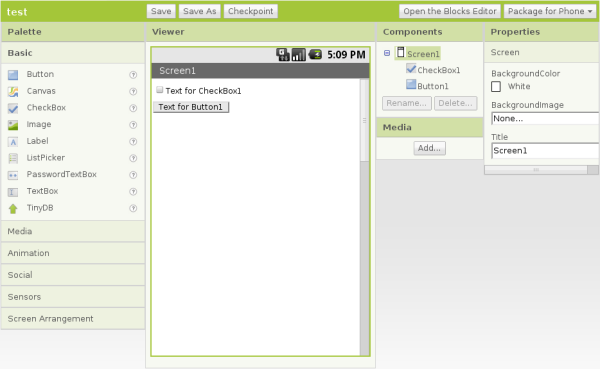 test
Save
Save As
Checkpoint
Open the Blocks Editor
Package for Phone
Palette
Basic
Button
?
Canvas
?
CheckBox
?
Image
?
Label
?
ListPicker
?
PasswordTextBox
?
TextBox
?
TinyDB
?
Media
Animation
Social
Sensors
Screen Arrangement
Viewer
5:09 PM
Screen1
Text for CheckBox1
Text for Button1
Components
Screen1
CheckBox1
Button1
Rename...
Delete...
Media
Add...
Properties
Screen
BackgroundColor
White
BackgroundImage
None...
Title
Screen1